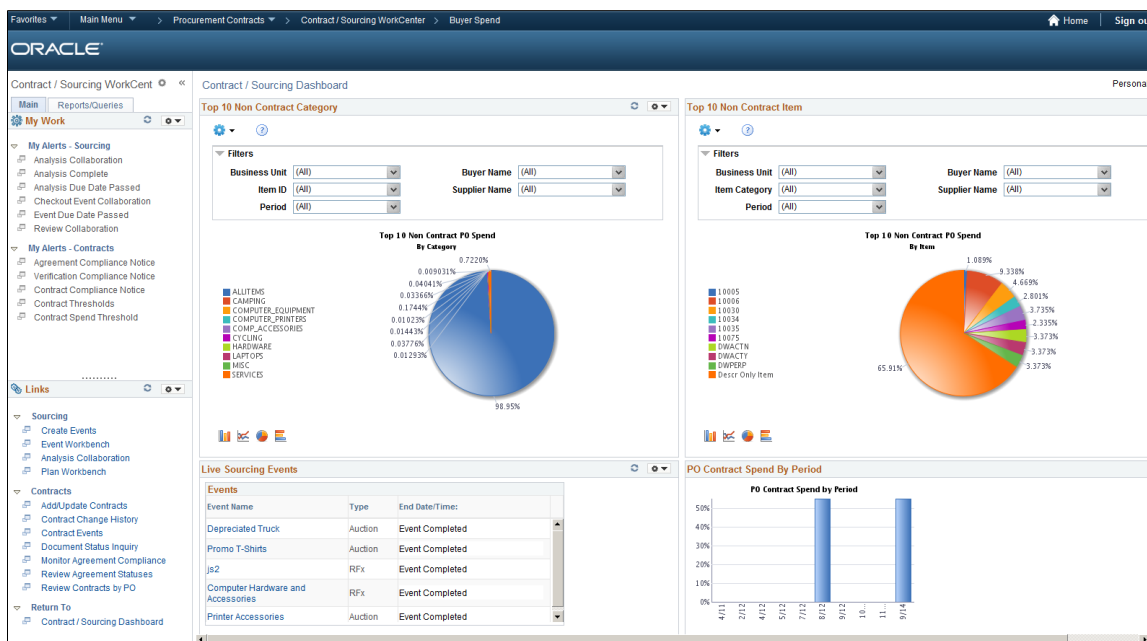 Favorites Main Menu > Procurement Contracts > Contract / Sourcing WorkCenter > Buyer Spend Home Sign ou
ORACLE
Contract / Sourcing WorkCent «
Main Reports/Queries
My Work
My Alerts - Sourcing
Analysis Collaboration
Analysis Complete
Analysis Due Date Passed
Checkout Event Collaboration
Event Due Date Passed
Review Collaboration
My Alerts - Contracts
Agreement Compliance Notice
Verification Compliance Notice
Contract Compliance Notice
Contract Thresholds
Contract Spend Threshold
Links
Sourcing
Create Events
Event Workbench
Analysis Collaboration
Plan Workbench
Contracts
Add/Update Contracts
Contract Change History
Contract Events
Document Status Inquiry
Monitor Agreement Compliance
Review Agreement Statuses
Review Contracts by PO
Return To
Contract / Sourcing Dashboard
Contract / Sourcing Dashboard Persona
Top 10 Non Contract Category
Filters
Business Unit (All) Buyer Name (All)
Item ID (All) Supplier Name (All)
Period (All)
Top 10 Non Contract PO Spend
By Category
0.7220%
0.009031%
0.04041%
0.03366%
0.1744%
0.01023%
0.01443%
0.03776%
0.01293%
98.95%
ALLITEMS
CAMPING
COMPUTER_EQUIPMENT
COMPUTER_PRINTERS
COMP_ACCESSORIES
CYCLING
HARDWARE
LAPTOPS
MISC
SERVICES
Top 10 Non Contract Item
Filters
Business Unit (All) Buyer Name (All)
Item Category (All) Supplier Name (All)
Period (All)
Top 10 Non Contract PO Spend
By Item
1.089%
9.338%
4.669%
2.801%
3.735%
2.335%
3.373%
3.373%
3.373%
65.91%
10005
10006
10030
10034
10035
10075
DWACTN
DWACTY
DWPERP
Descr Only Item
Live Sourcing Events
Events
Event Name Type End Date/Time:
Depreciated Truck Auction Event Completed
Promo T-Shirts Auction Event Completed
js2 RFx Event Completed
Computer Hardware and
Accessories RFx Event Completed
Printer Accessories Auction Event Completed
PO Contract Spend By Period
PO Contract Spend by Period
50%
40%
30%
20%
10%
0%
4/11 2/12 4/12 5/12 7/12 8/12 9/12 10... 11... 9/14